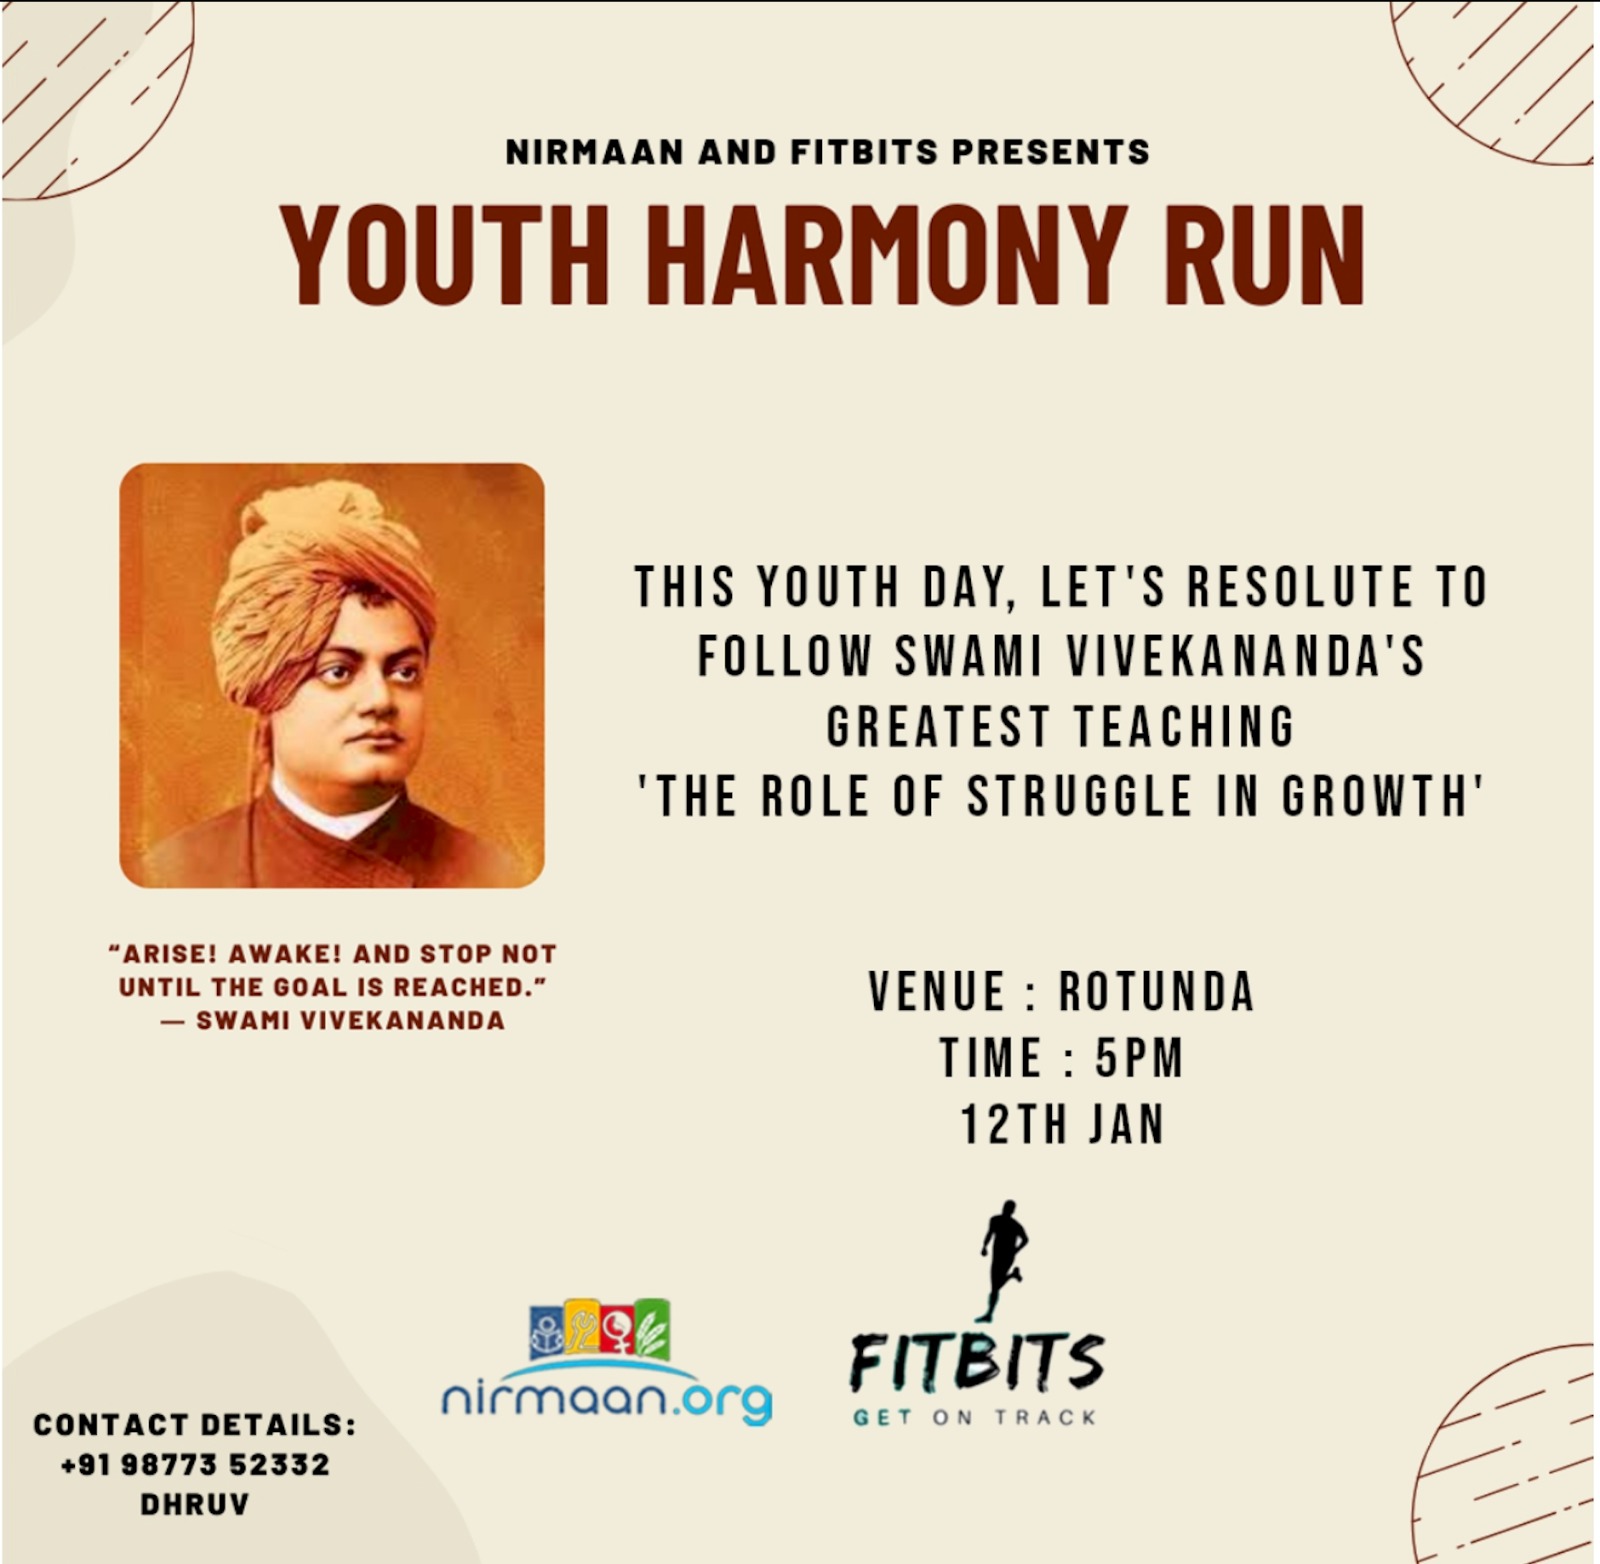 NIRMAAN AND FITBITS PRESENTS
YOUTH HARMONY RUN
THIS YOUTH DAY, LET'S RESOLUTE TO
FOLLOW SWAMI VIVEKANANDA'S
GREATEST TEACHING
'THE ROLE OF STRUGGLE IN GROWTH'
“ARISE! AWAKE! AND STOP NOT
UNTIL THE GOAL IS REACHED.”
— SWAMI VIVEKANANDA
VENUE : ROTUNDA
TIME : 5PM
12TH JAN
nirmaan.org
FITBITS
GET ON TRACK
CONTACT DETAILS:
+91 98773 52332
DHRUV